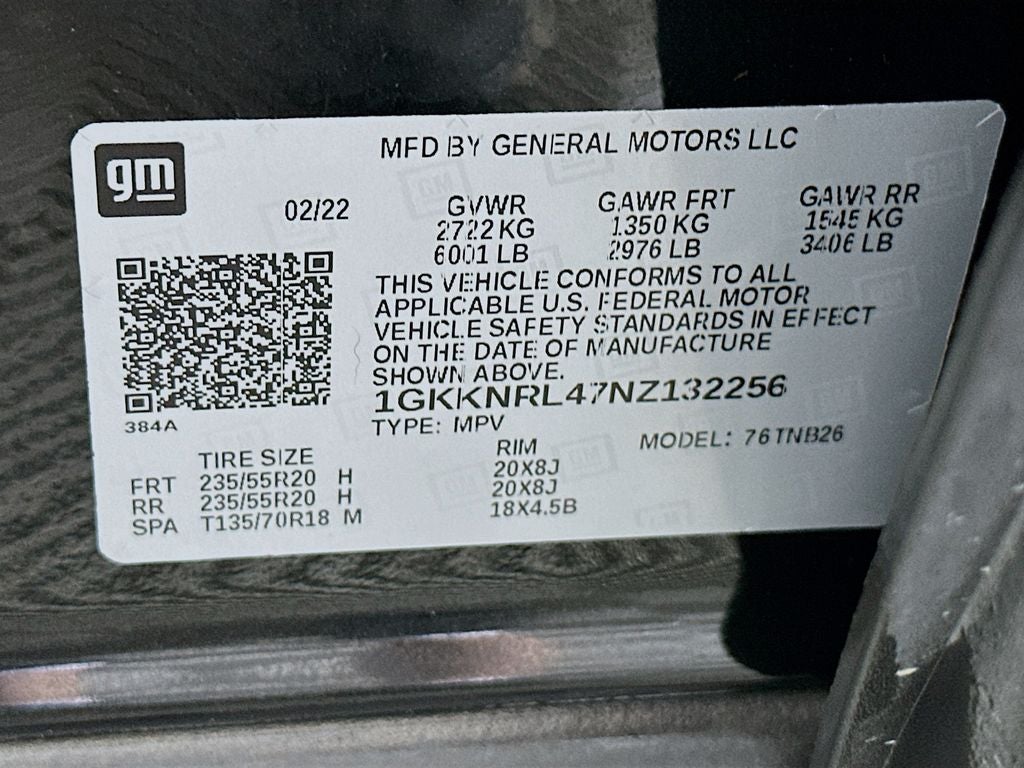 gm
MFD BY GENERAL MOTORS LLC
02/22
GVWR GAWR FRT GAWR RR
2722 KG 1350 KG 1545 KG
6001 LB 2976 LB 3406 LB
THIS VEHICLE CONFORMS TO ALL
APPLICABLE U.S. FEDERAL MOTOR
VEHICLE SAFETY STANDARDS IN EFFECT
ON THE DATE OF MANUFACTURE
SHOWN ABOVE.
1GKKNRL47NZ132256
384A
TYPE: MPV MODEL: 76TNB26
TIRE SIZE RIM
FRT 235/55R20 H 20X8J
RR 235/55R20 H 20X8J
SPA T135/70R18 M 18X4.5B